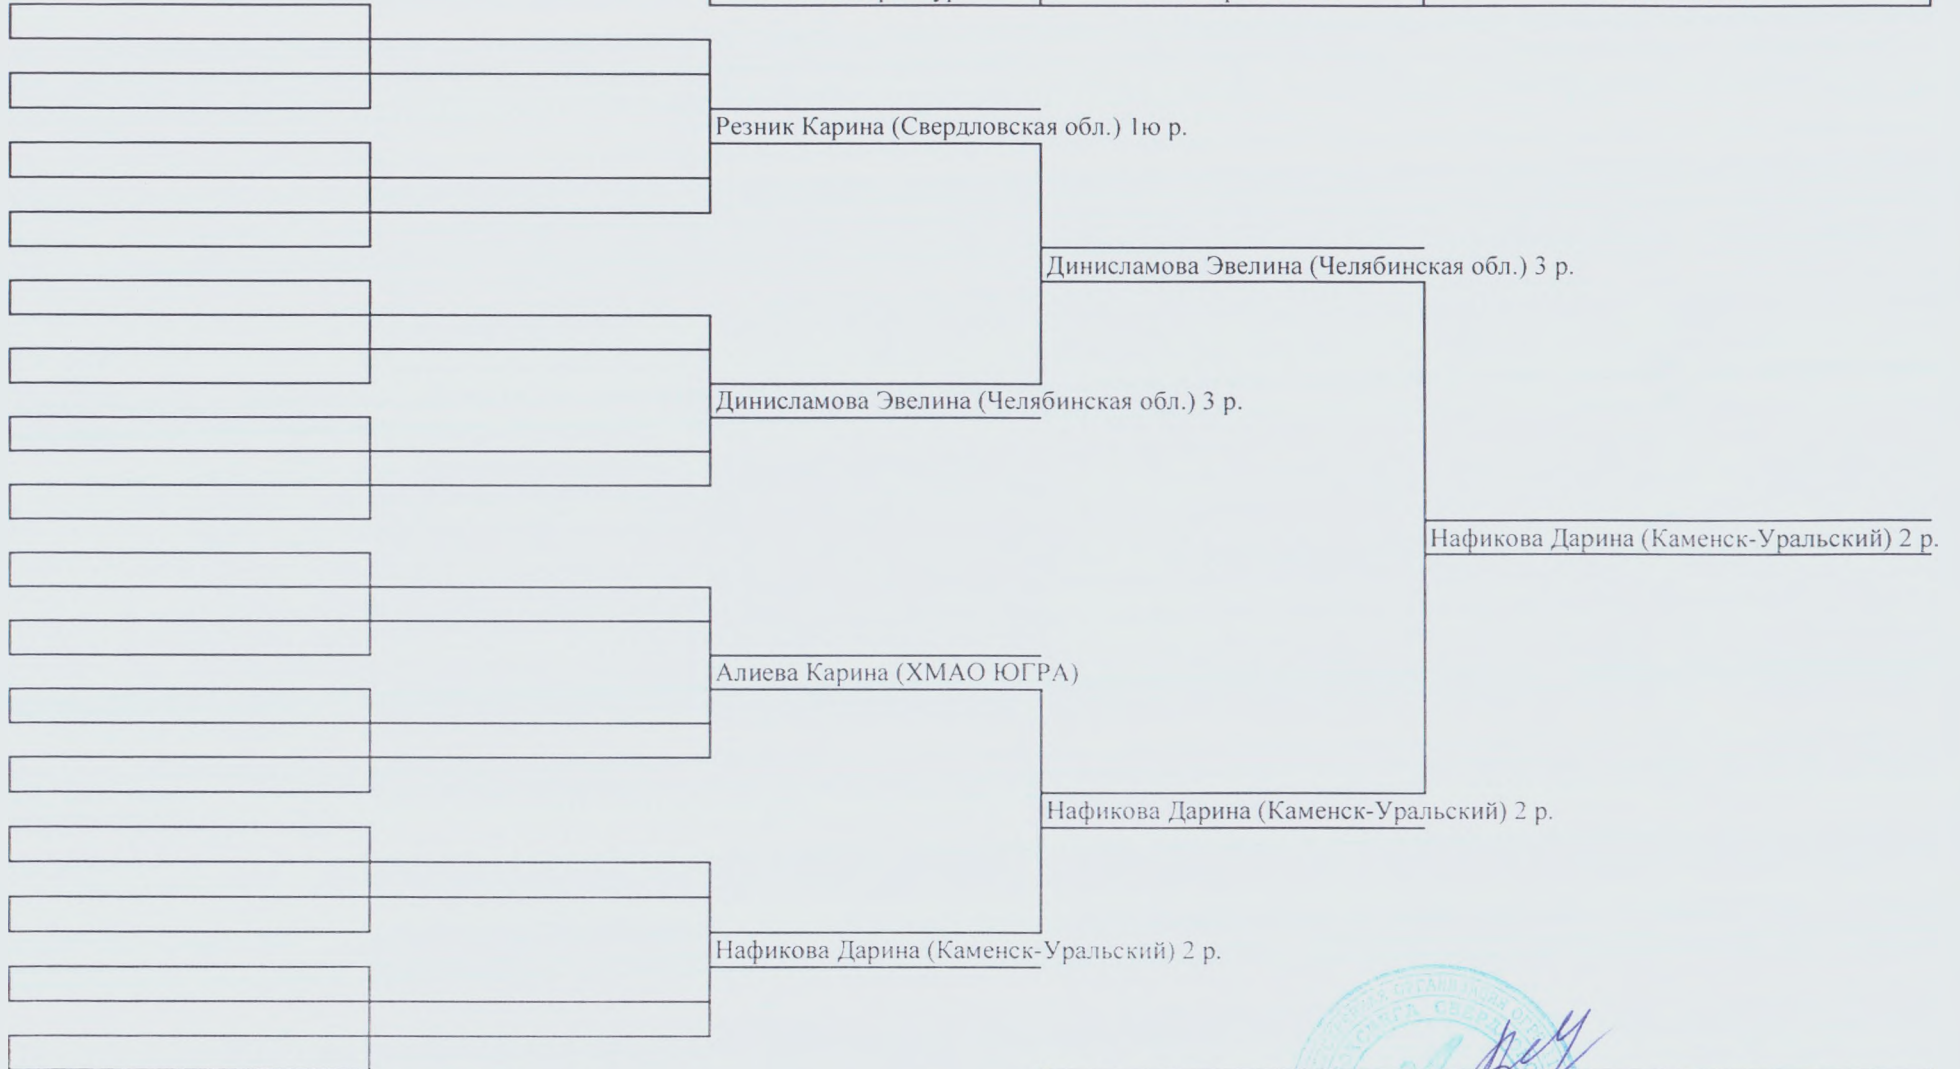 Резник Карина (Свердловская обл.) 1ю р.
Динисламова Эвелина (Челябинская обл.) 3 р.
Динисламова Эвелина (Челябинская обл.) 3 р.
Нафикова Дарина (Каменск-Уральский) 2 р.
Алиева Карина (ХМАО ЮГРА)
Нафикова Дарина (Каменск-Уральский) 2 р.
Нафикова Дарина (Каменск-Уральский) 2 р.